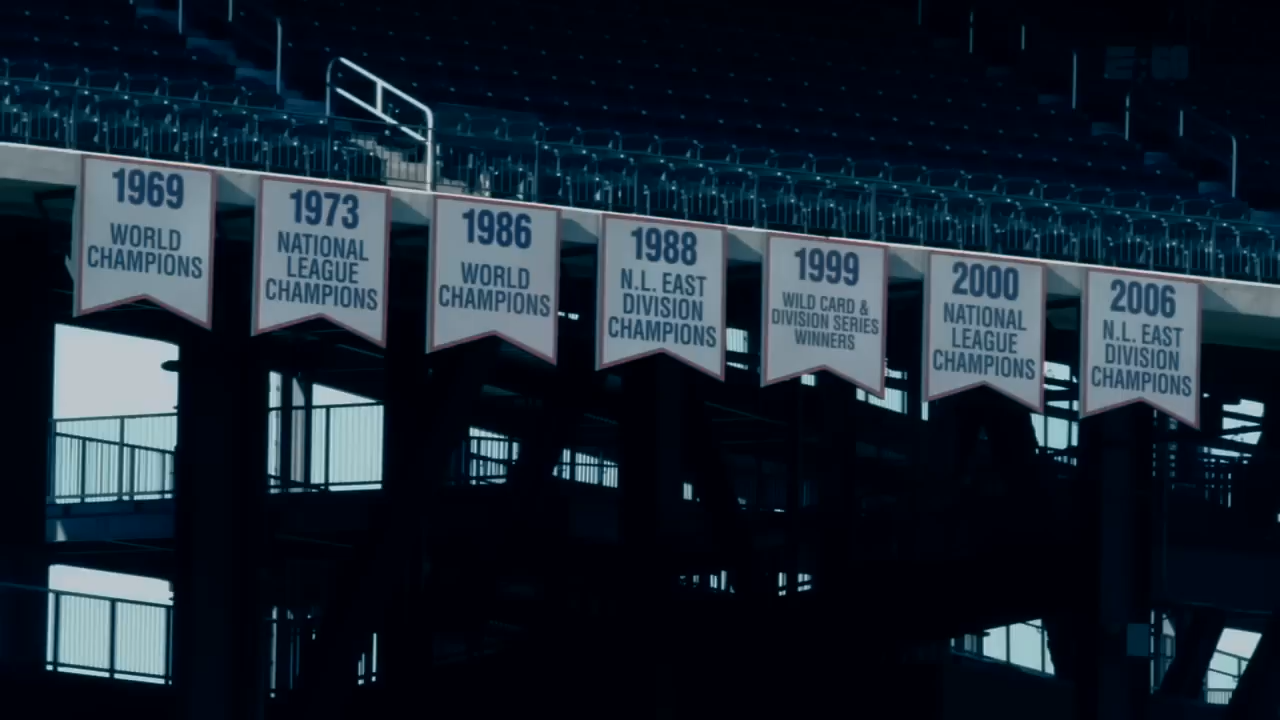 1969
WORLD
CHAMPIONS
1973
NATIONAL
LEAGUE
CHAMPIONS
1986
WORLD
CHAMPIONS
1988
N.L. EAST
DIVISION
CHAMPIONS
1999
WILD CARD &
DIVISION SERIES
WINNERS
2000
NATIONAL
LEAGUE
CHAMPIONS
2006
N.L. EAST
DIVISION
CHAMPIONS